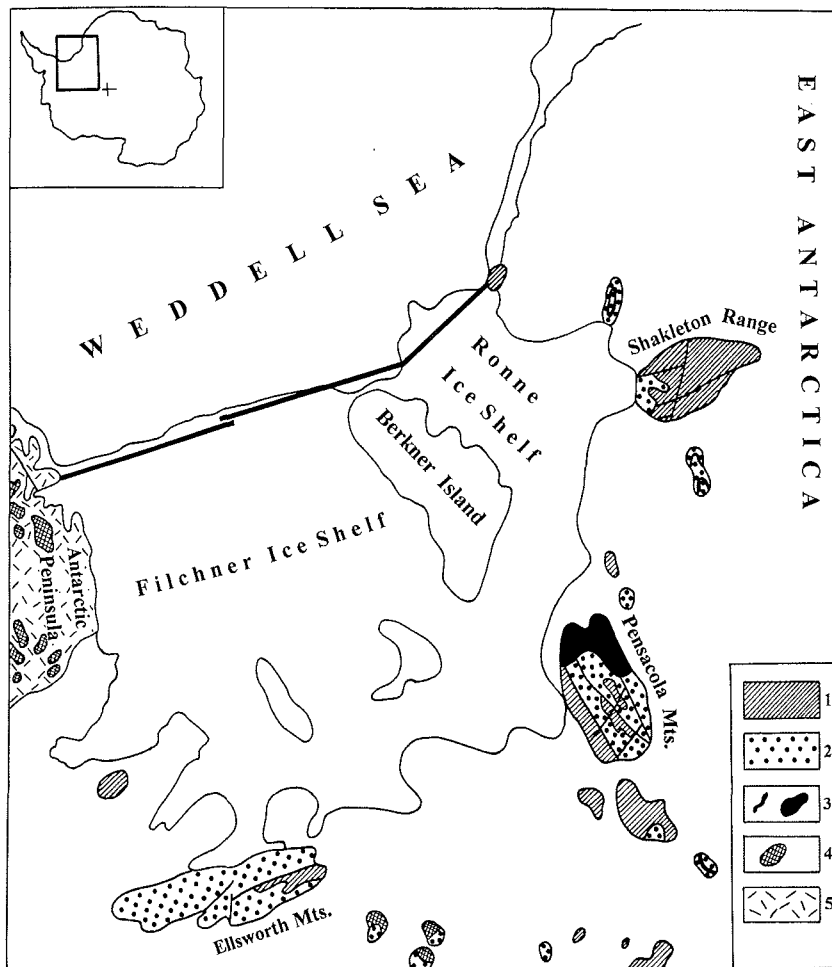 WEDDELL SEA
EAST ANTARCTICA
Shakleton Range
Ronne
Ice Shelf
Berkner Island
Filchner Ice Shelf
Antarctic
Peninsula
Pensacola Mts.
Ellsworth Mts.
1
2
3
4
5